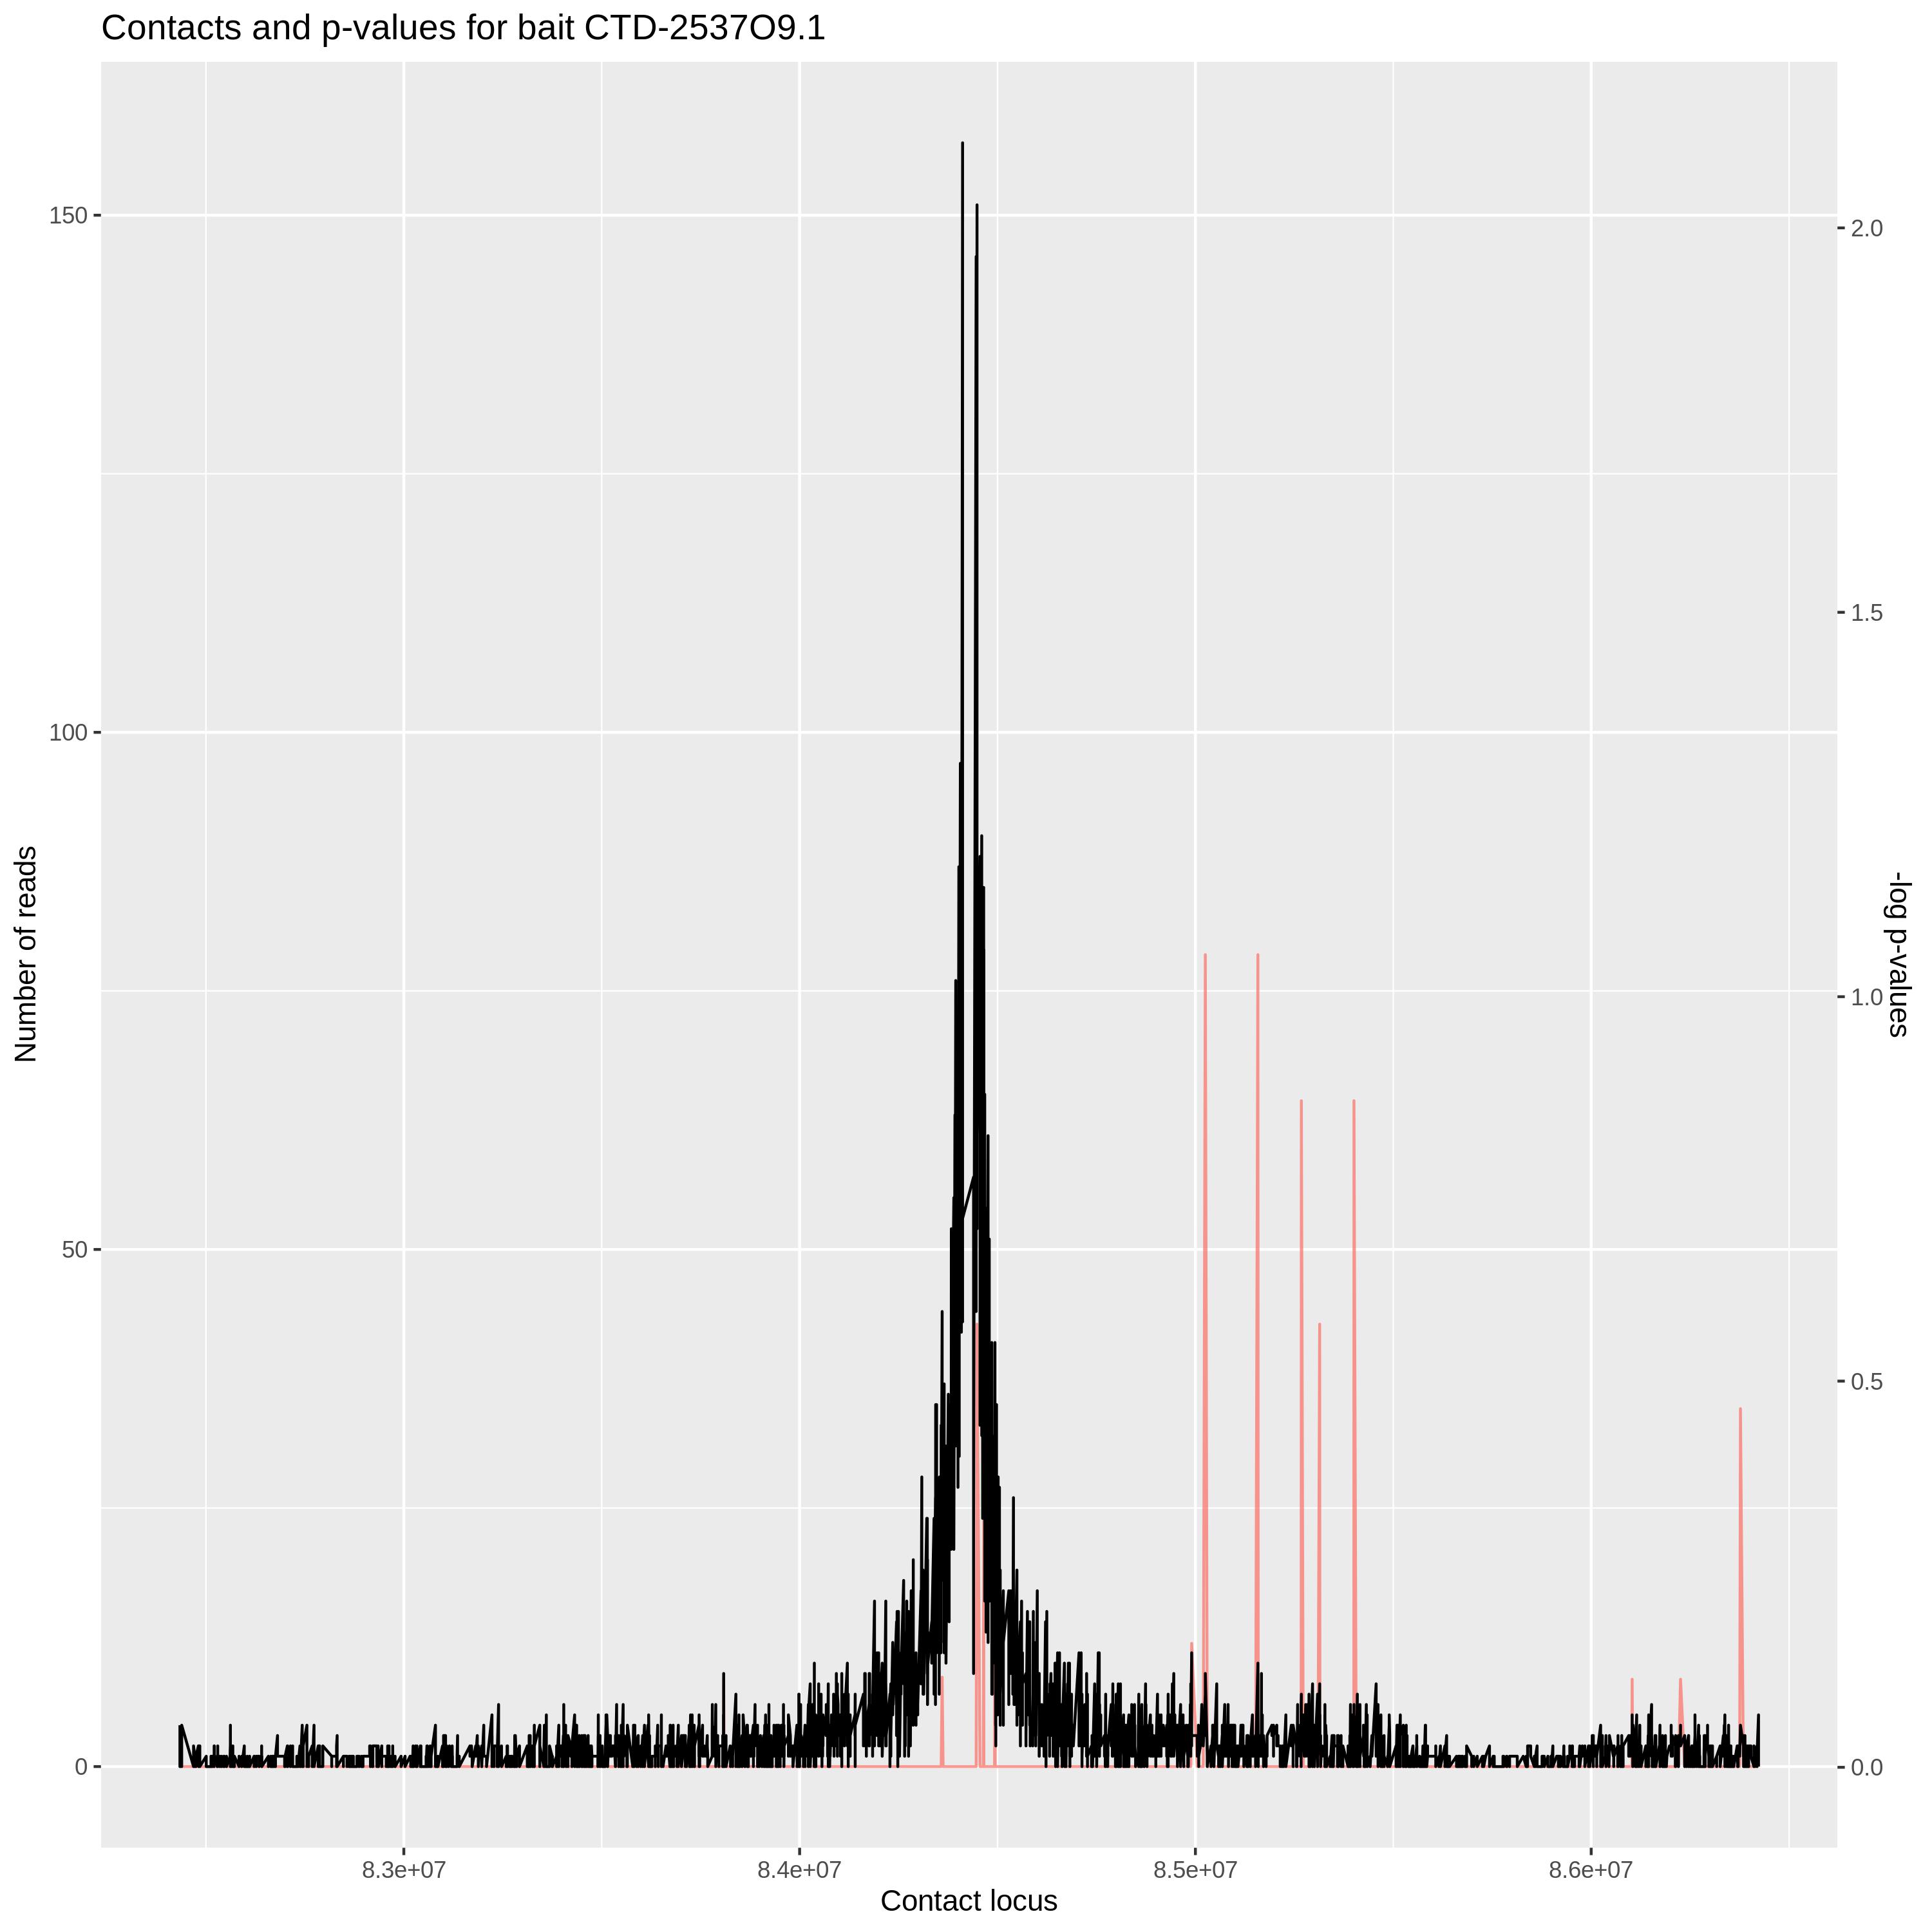 Contacts and p-values for bait CTD-2537O9.1
150
100
50
0
Number of reads
2.0
1.5
1.0
0.5
0.0
-log p-values
8.3e+07
8.4e+07
8.5e+07
8.6e+07
Contact locus